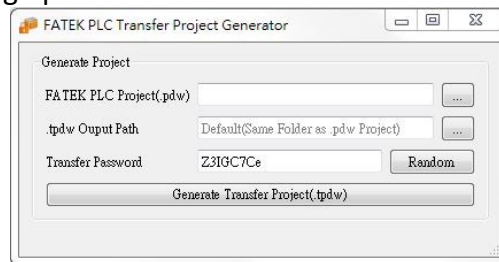 FATEK PLC Transfer Project Generator
Generate Project
FATEK PLC Project(.pdw) ...
.tpdw Ouput Path Default(Same Folder as .pdw Project) ...
Transfer Password Z3IGC7Ce Random
Generate Transfer Project(.tpdw)